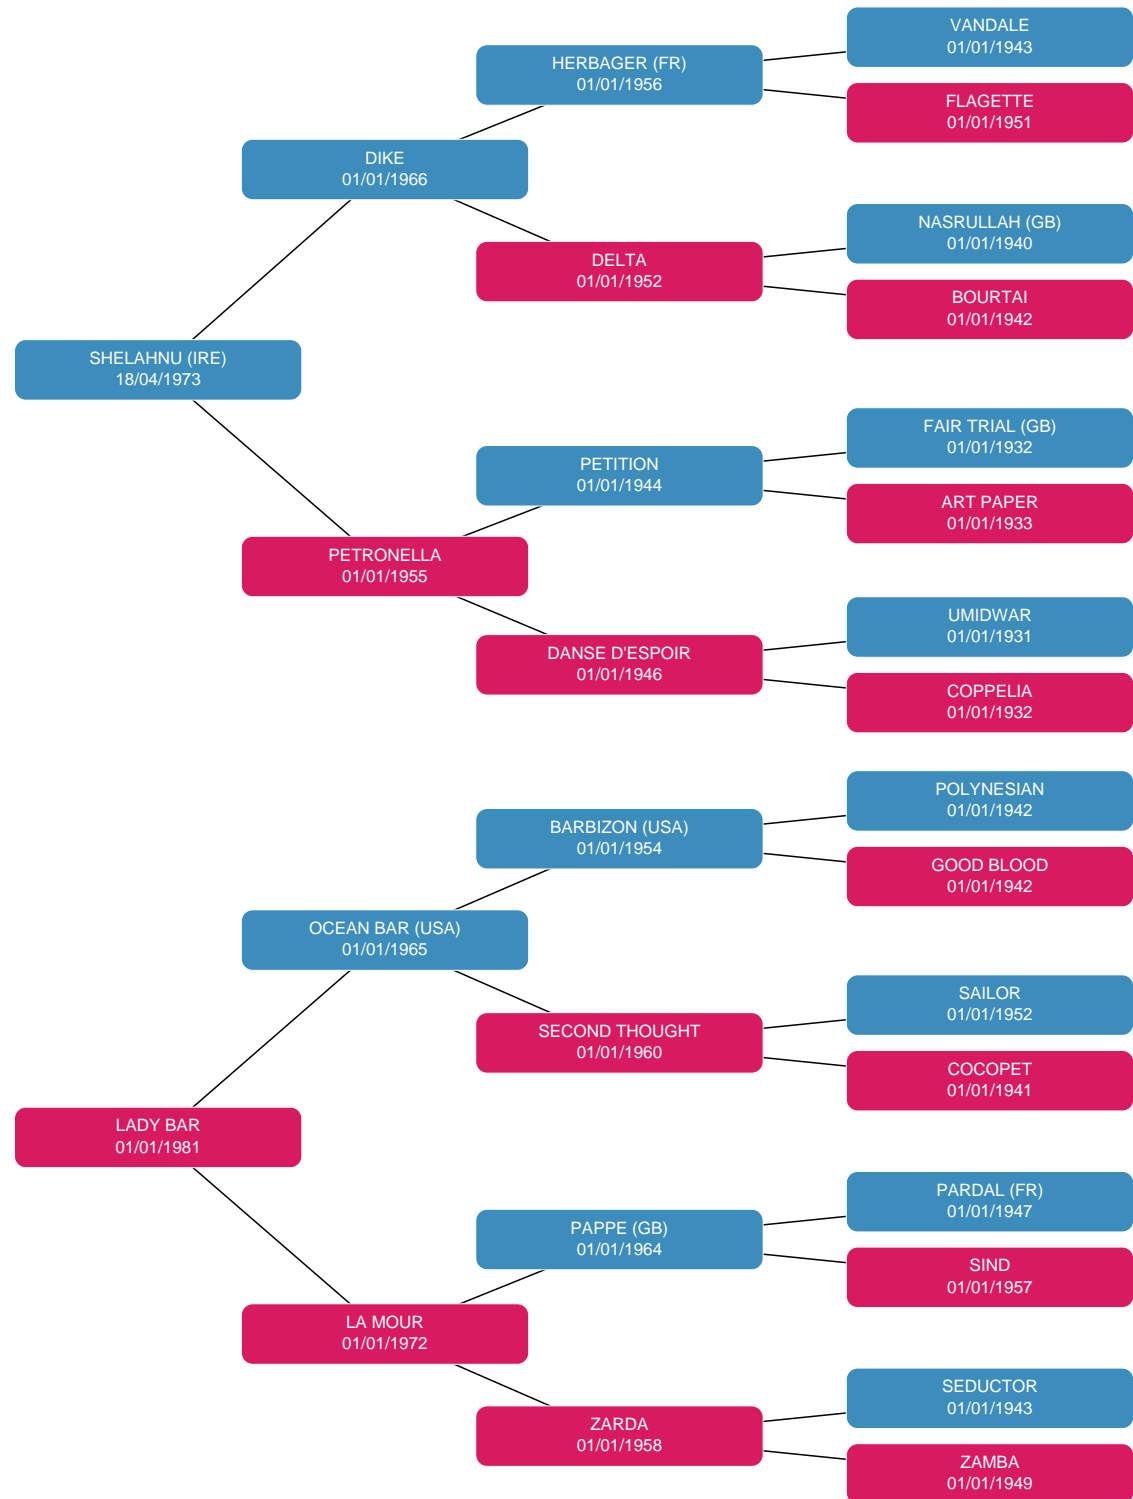 VANDALE
01/01/1943
HERBAGER (FR)
01/01/1956
FLAGETTE
01/01/1951
DIKE
01/01/1966
NASRULLAH (GB)
01/01/1940
DELTA
01/01/1952
BOURTAI
01/01/1942
SHELAHNU (IRE)
18/04/1973
FAIR TRIAL (GB)
01/01/1932
PETITION
01/01/1944
ART PAPER
01/01/1933
PETRONELLA
01/01/1955
UMIDWAR
01/01/1931
DANSE D'ESPOIR
01/01/1946
COPPELIA
01/01/1932
POLYNESIAN
01/01/1942
BARBIZON (USA)
01/01/1954
GOOD BLOOD
01/01/1942
OCEAN BAR (USA)
01/01/1965
SAILOR
01/01/1952
SECOND THOUGHT
01/01/1960
COCOPET
01/01/1941
LADY BAR
01/01/1981
PARDAL (FR)
01/01/1947
PAPPE (GB)
01/01/1964
SIND
01/01/1957
LA MOUR
01/01/1972
SEDUCTOR
01/01/1943
ZARDA
01/01/1958
ZAMBA
01/01/1949